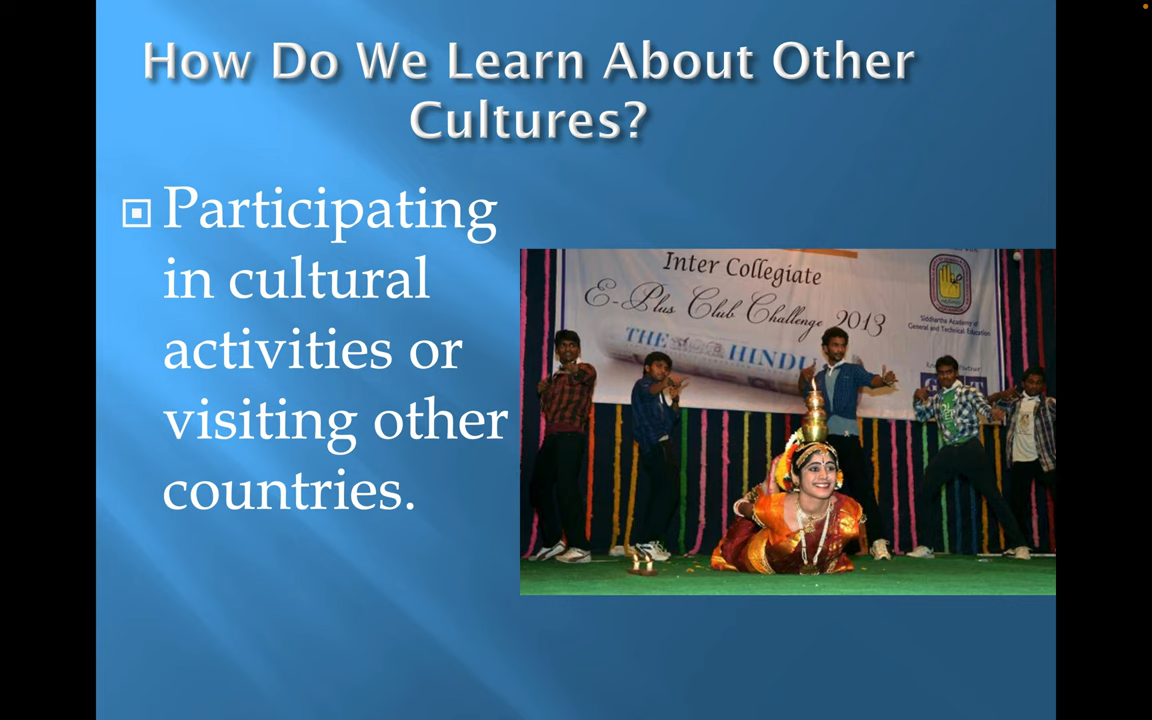 How Do We Learn About Other
Cultures?
Participating
in cultural
activities or
visiting other
countries.
Inter Collegiate
E-Plus Club Challenge 2013
THE HINDU
Siddhartha Academy of
General and Technical Education